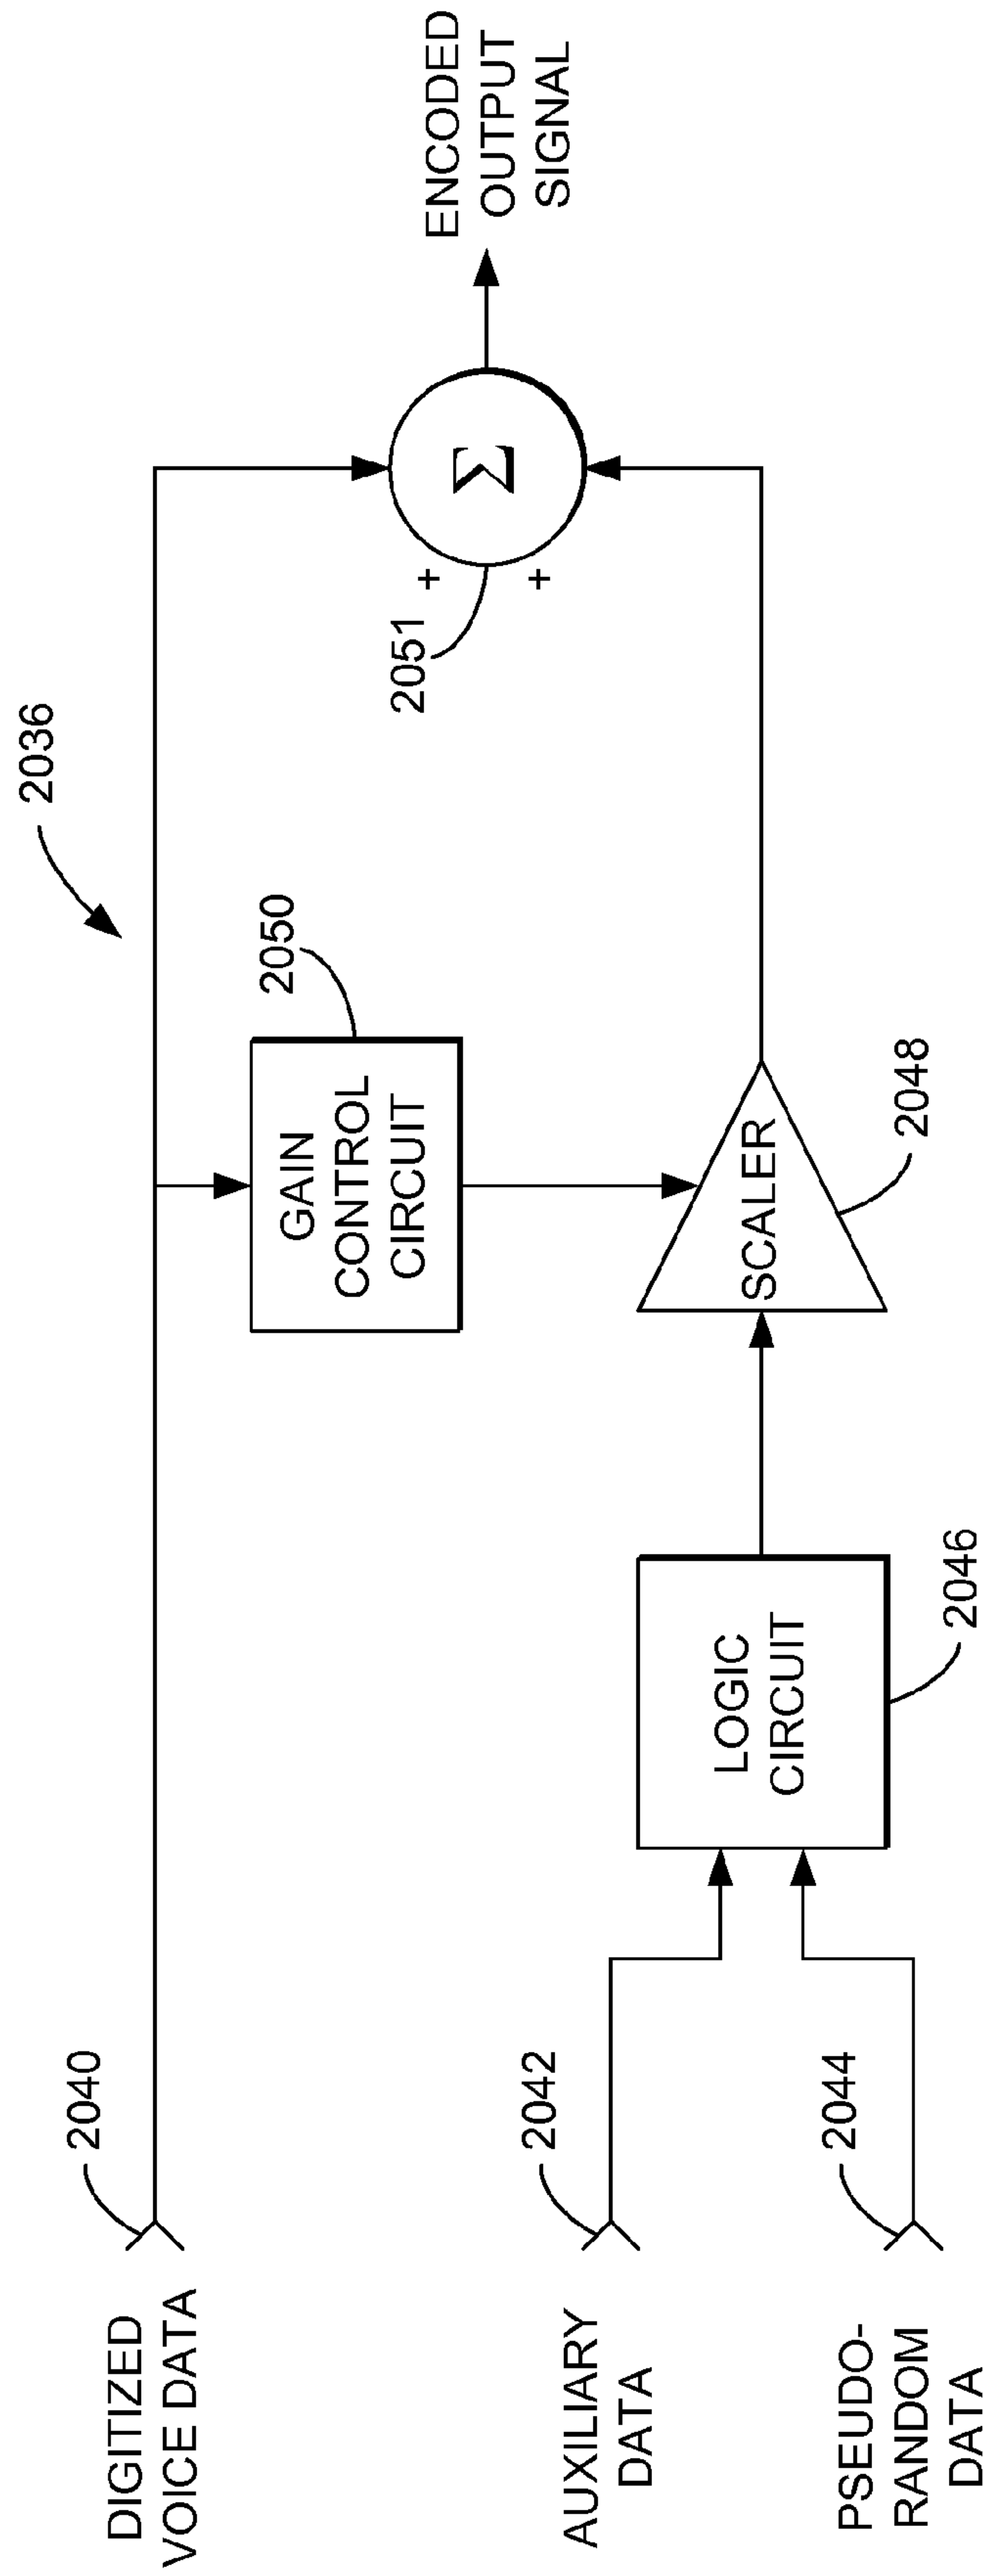 2036
DIGITIZED
VOICE DATA
2040
GAIN
CONTROL
CIRCUIT
2050
ENCODED
OUTPUT
SIGNAL
Σ
+
+
2051
AUXILIARY
DATA
2042
LOGIC
CIRCUIT
2046
SCALER
2048
PSEUDO-
RANDOM
DATA
2044